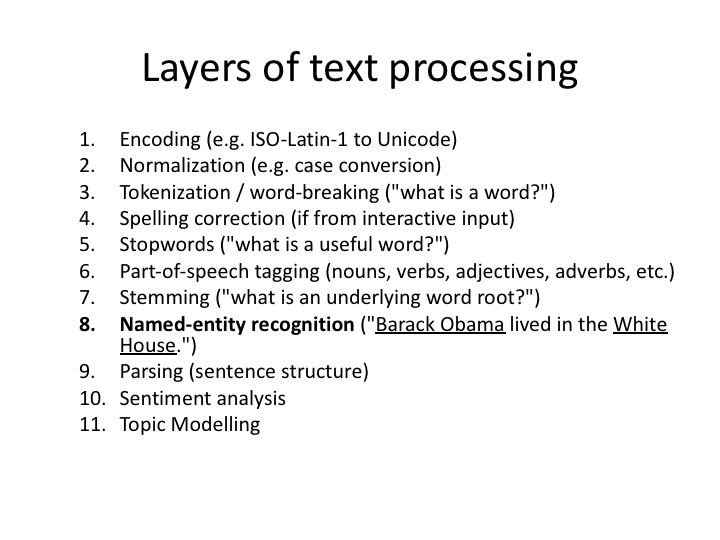 Layers of text processing
1. Encoding (e.g. ISO-Latin-1 to Unicode)
2. Normalization (e.g. case conversion)
3. Tokenization / word-breaking ("what is a word?")
4. Spelling correction (if from interactive input)
5. Stopwords ("what is a useful word?")
6. Part-of-speech tagging (nouns, verbs, adjectives, adverbs, etc.)
7. Stemming ("what is an underlying word root?")
8. Named-entity recognition ("Barack Obama lived in the White
House.")
9. Parsing (sentence structure)
10. Sentiment analysis
11. Topic Modelling